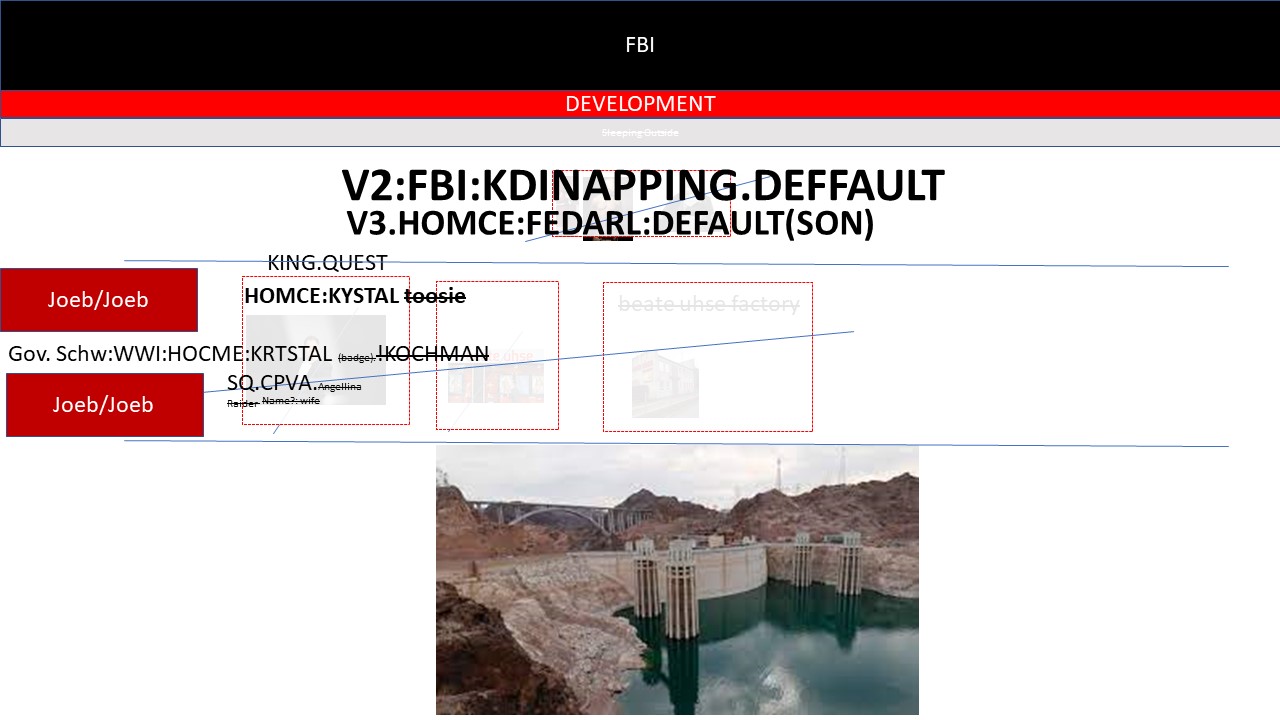 FBI
DEVELOPMENT
Sleeping Outside
V2:FBI:KDINAPPING.DEFFAULT
V3.HOMCE:FEDARL:DEFAULT(SON)
KING.QUEST
Joeb/Joeb
HOMCE:KYSTAL toosie
beate uhse factory
Gov. Schw:WWI:HOCME:KRTSTAL (badge).!KOCHMAN
uhse
SQ.CPVA.Angellina
Raider Name?: wife
Joeb/Joeb